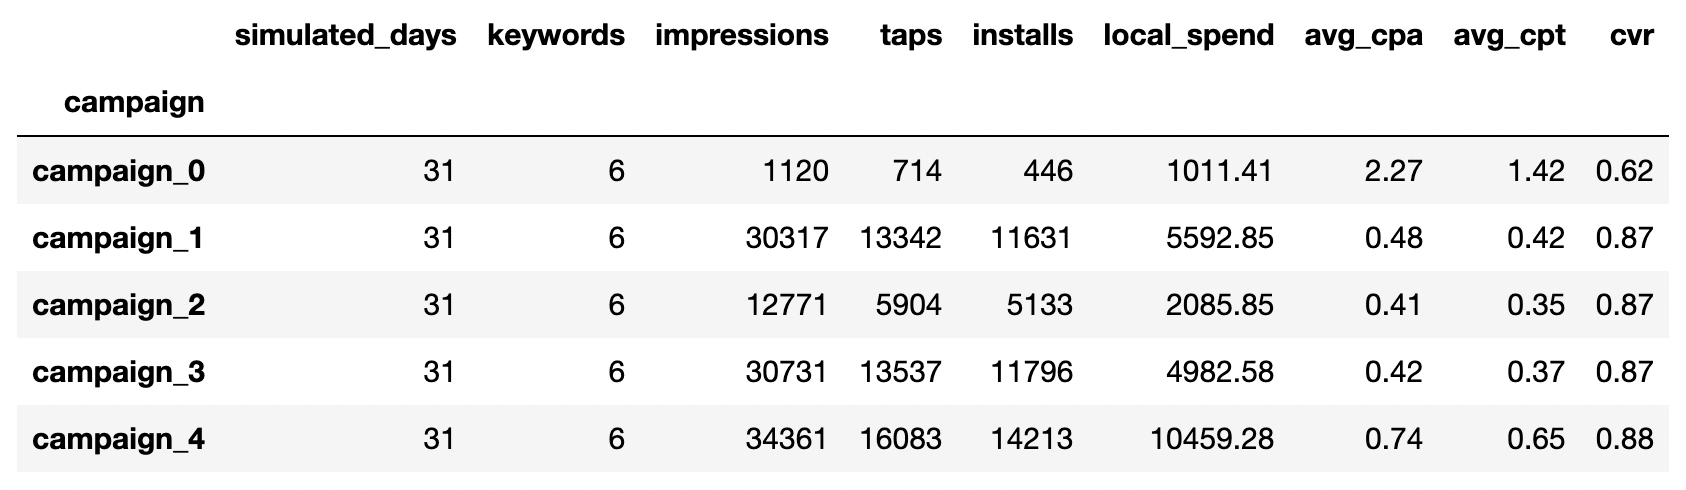 simulated_days keywords impressions taps installs local_spend avg_cpa avg_cpt cvr
campaign
campaign_0 31 6 1120 714 446 1011.41 2.27 1.42 0.62
campaign_1 31 6 30317 13342 11631 5592.85 0.48 0.42 0.87
campaign_2 31 6 12771 5904 5133 2085.85 0.41 0.35 0.87
campaign_3 31 6 30731 13537 11796 4982.58 0.42 0.37 0.87
campaign_4 31 6 34361 16083 14213 10459.28 0.74 0.65 0.88